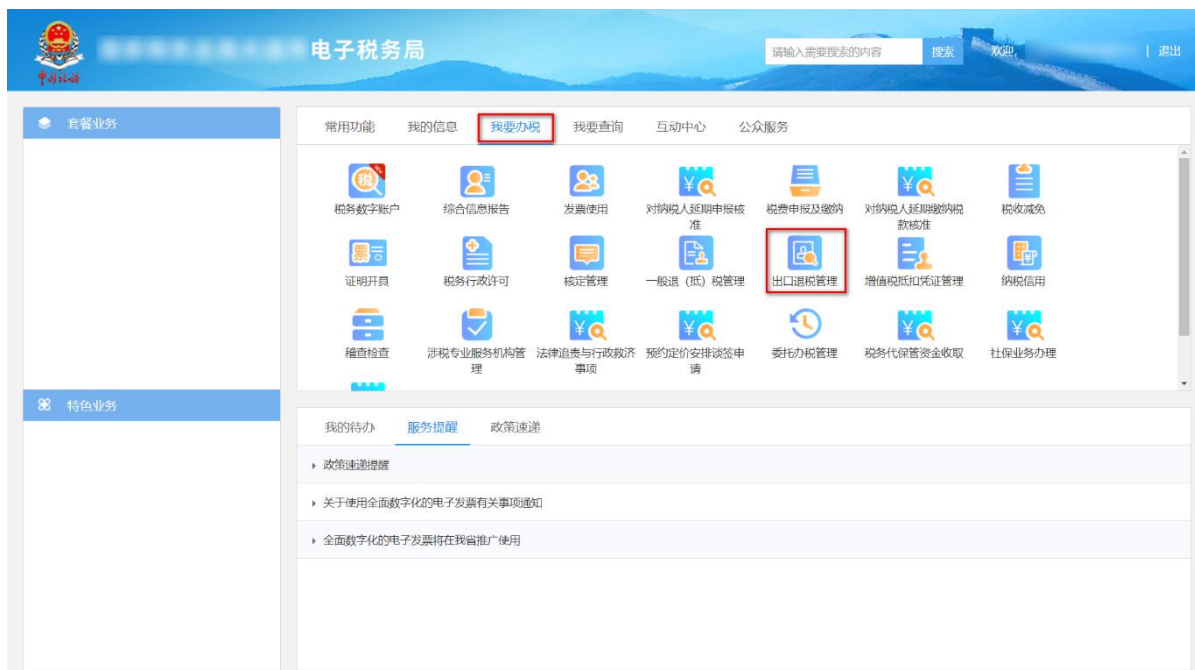 电子税务局
请输入需要搜索的内容 搜索 欢迎, | 退出
中国税务
套餐业务
常用功能 我的信息 我要办税 我要查询 互动中心 公众服务
税务数字账户 综合信息报告 发票使用 对纳税人延期申报核 税费申报及缴纳 对纳税人延期缴纳税 税收减免
准 款核准
证明开具 税务行政许可 核定管理 一般退（抵）税管理 出口退税管理 增值税抵扣凭证管理 纳税信用
稽查检查 涉税专业服务机构管 法律追责与行政救济 预约定价安排谈签申 委托办税管理 税务代保管资金收取 社保业务办理
理 事项 请
特色业务
我的待办 服务提醒 政策速递
政策速递提醒
关于使用全面数字化的电子发票有关事项通知
全面数字化的电子发票将在我省推广使用